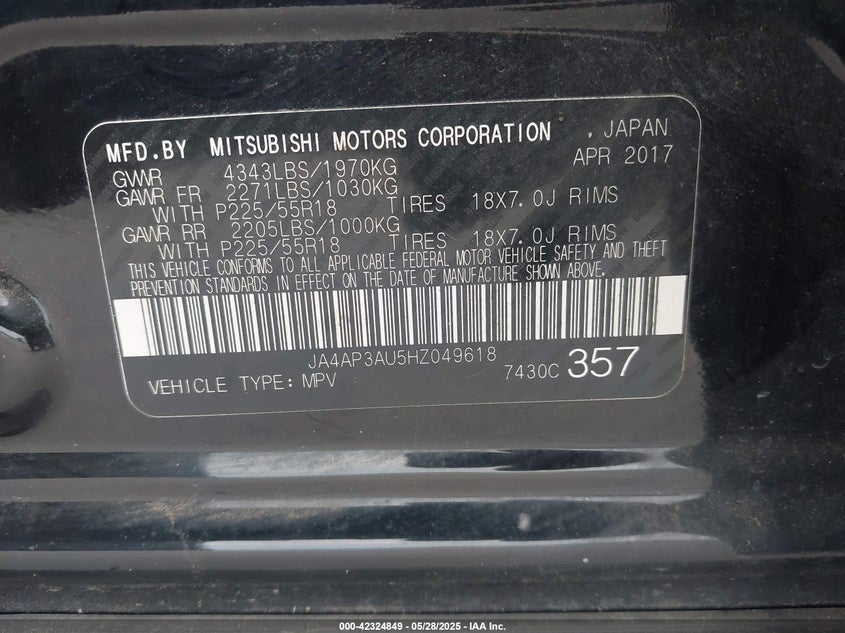 MFD.BY MITSUBISHI MOTORS CORPORATION , JAPAN
GWWR 4343LBS/1970KG APR 2017
GAWR FR 2271LBS/1030KG
WITH P225/55R18 TIRES 18X7.0J RIMS
GAWR RR 2205LBS/1000KG
WITH P225/55R18 TIRES 18X7.0J RIMS
THIS VEHICLE CONFORMS TO ALL APPLICABLE FEDERAL MOTOR VEHICLE SAFETY AND THEFT
PREVENTION STANDARDS IN EFFECT ON THE DATE OF MANUFACTURE SHOWN ABOVE.
JA4AP3AU5HZ049618
VEHICLE TYPE: MPV 7430C 357
000-42324849 - 05/28/2025 - IAA Inc.